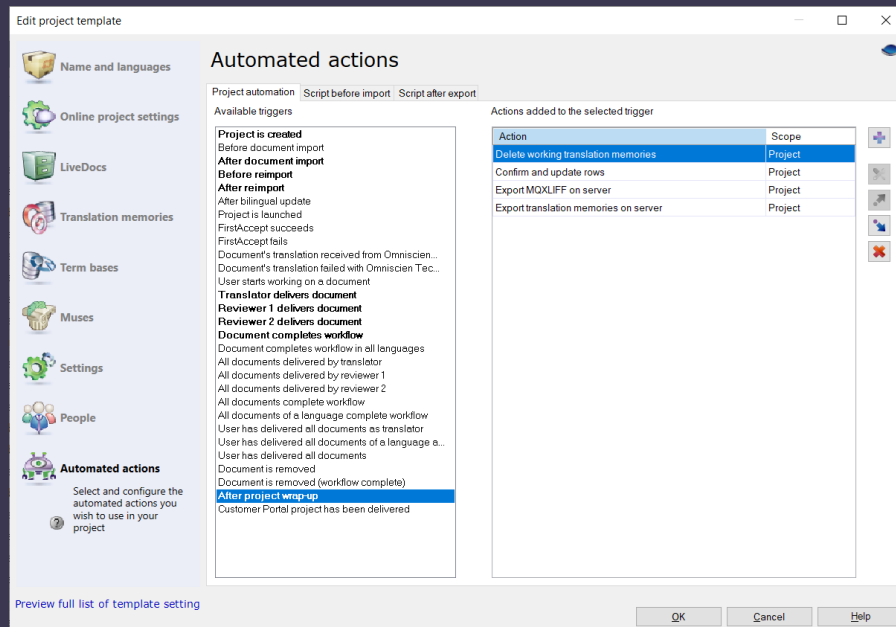 Edit project template
Name and languages
Online project settings
LiveDocs
Translation memories
Term bases
Muses
Settings
People
Automated actions
Select and configure the
automated actions you
wish to use in your
project
Preview full list of template setting
Automated actions
Project automation
Script before import
Script after export
Available triggers
Project is created
Before document import
After document import
Before reimport
After reimport
After bilingual update
Project is launched
FirstAccept succeeds
FirstAccept fails
Document's translation received from Omniscien...
Document's translation failed with Omniscien Tec...
User starts working on a document
Translator delivers document
Reviewer 1 delivers document
Reviewer 2 delivers document
Document completes workflow
Document completes workflow in all languages
All documents delivered by translator
All documents delivered by reviewer 1
All documents delivered by reviewer 2
All documents complete workflow
All documents of a language complete workflow
User has delivered all documents as translator
User has delivered all documents of a language a...
User has delivered all documents
Document is removed
Document is removed (workflow complete)
After project wrap-up
Customer Portal project has been delivered
Actions added to the selected trigger
Action Scope
Delete working translation memories Project
Confirm and update rows Project
Export MQXLIFF on server Project
Export translation memories on server Project
OK
Cancel
Help